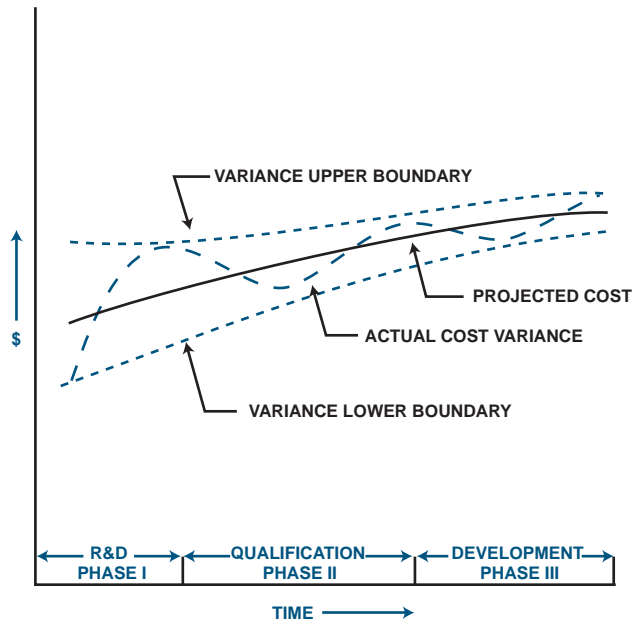 VARIANCE UPPER BOUNDARY
PROJECTED COST
$
ACTUAL COST VARIANCE
VARIANCE LOWER BOUNDARY
R&D
PHASE I
QUALIFICATION
PHASE II
DEVELOPMENT
PHASE III
TIME